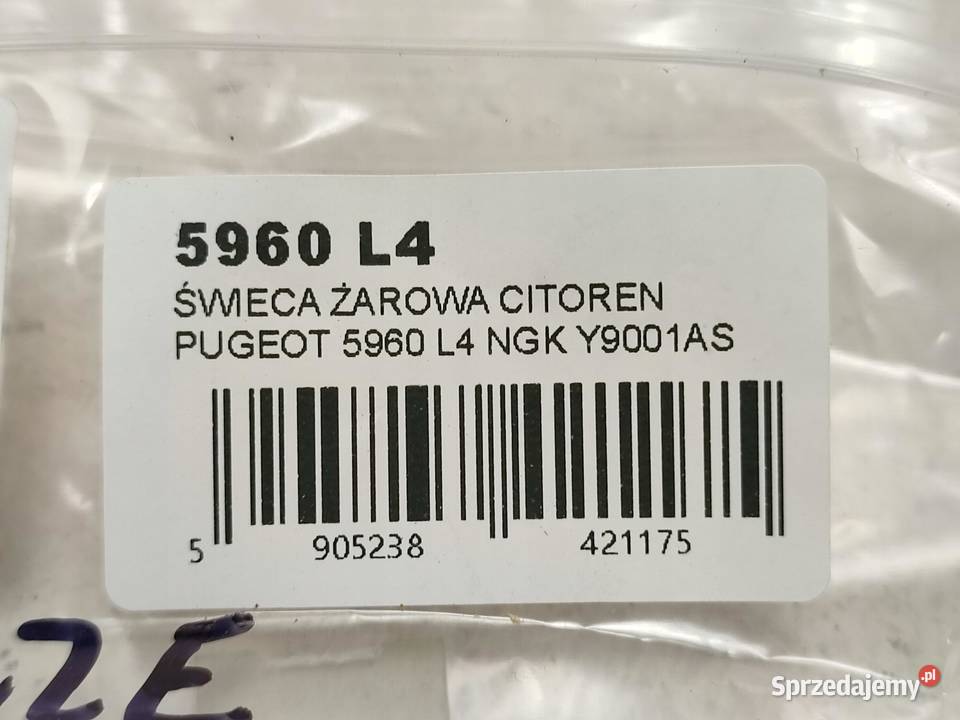 5960 L4
ŚWIECA ŻAROWA CITOREN
PUGEOT 5960 L4 NGK Y9001AS
5 905238 421175
Sprzedajemy.pl